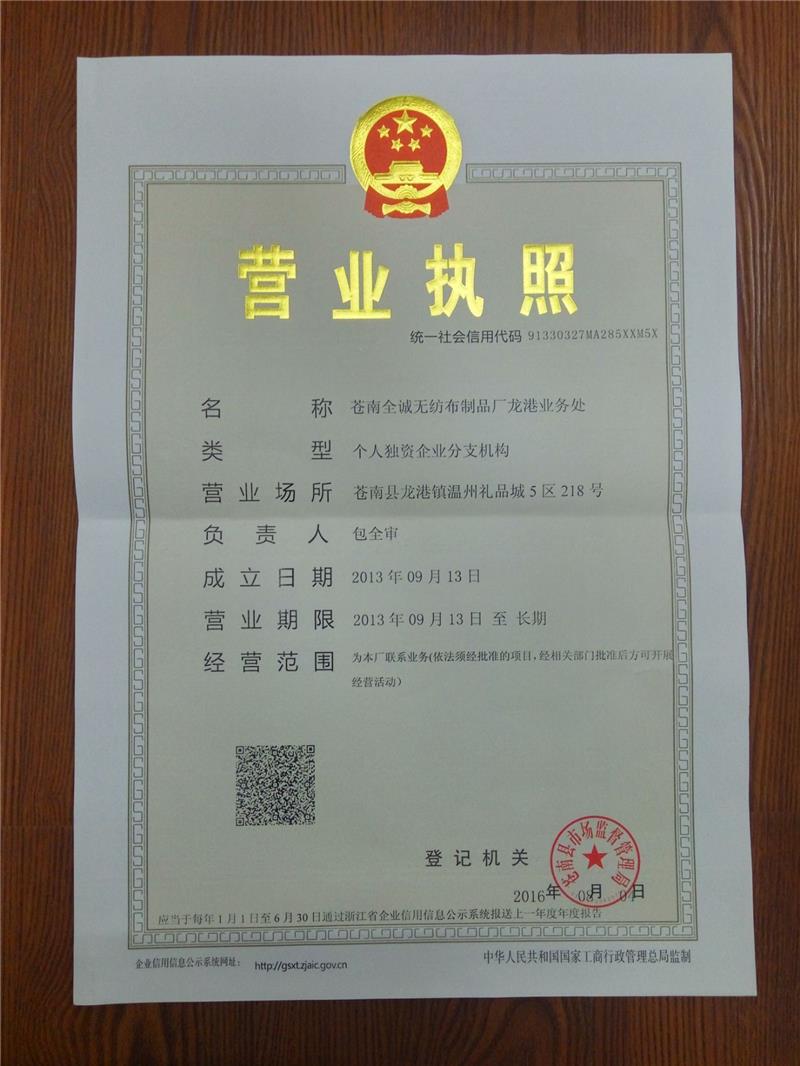 营业执照
统一社会信用代码 91330327MA285XXM5X
名称 苍南全诚无纺布制品厂龙港业务处
类型 个人独资企业分支机构
营业场所 苍南县龙港镇温州礼品城5区218号
负责人 包全审
成立日期 2013年09月13日
营业期限 2013年09月13日至长期
经营范围 为本厂联系业务(依法须经批准的项目,经相关部门批准后方可开展
经营活动)
登记机关
苍南县市场监督管理局
2016年08月04日
应当于每年1月1日至6月30日通过浙江省企业信用信息公示系统报送上一年度年度报告
企业信用信息公示系统网址: http://gsxt.zjaic.gov.cn
中华人民共和国国家工商行政管理总局监制